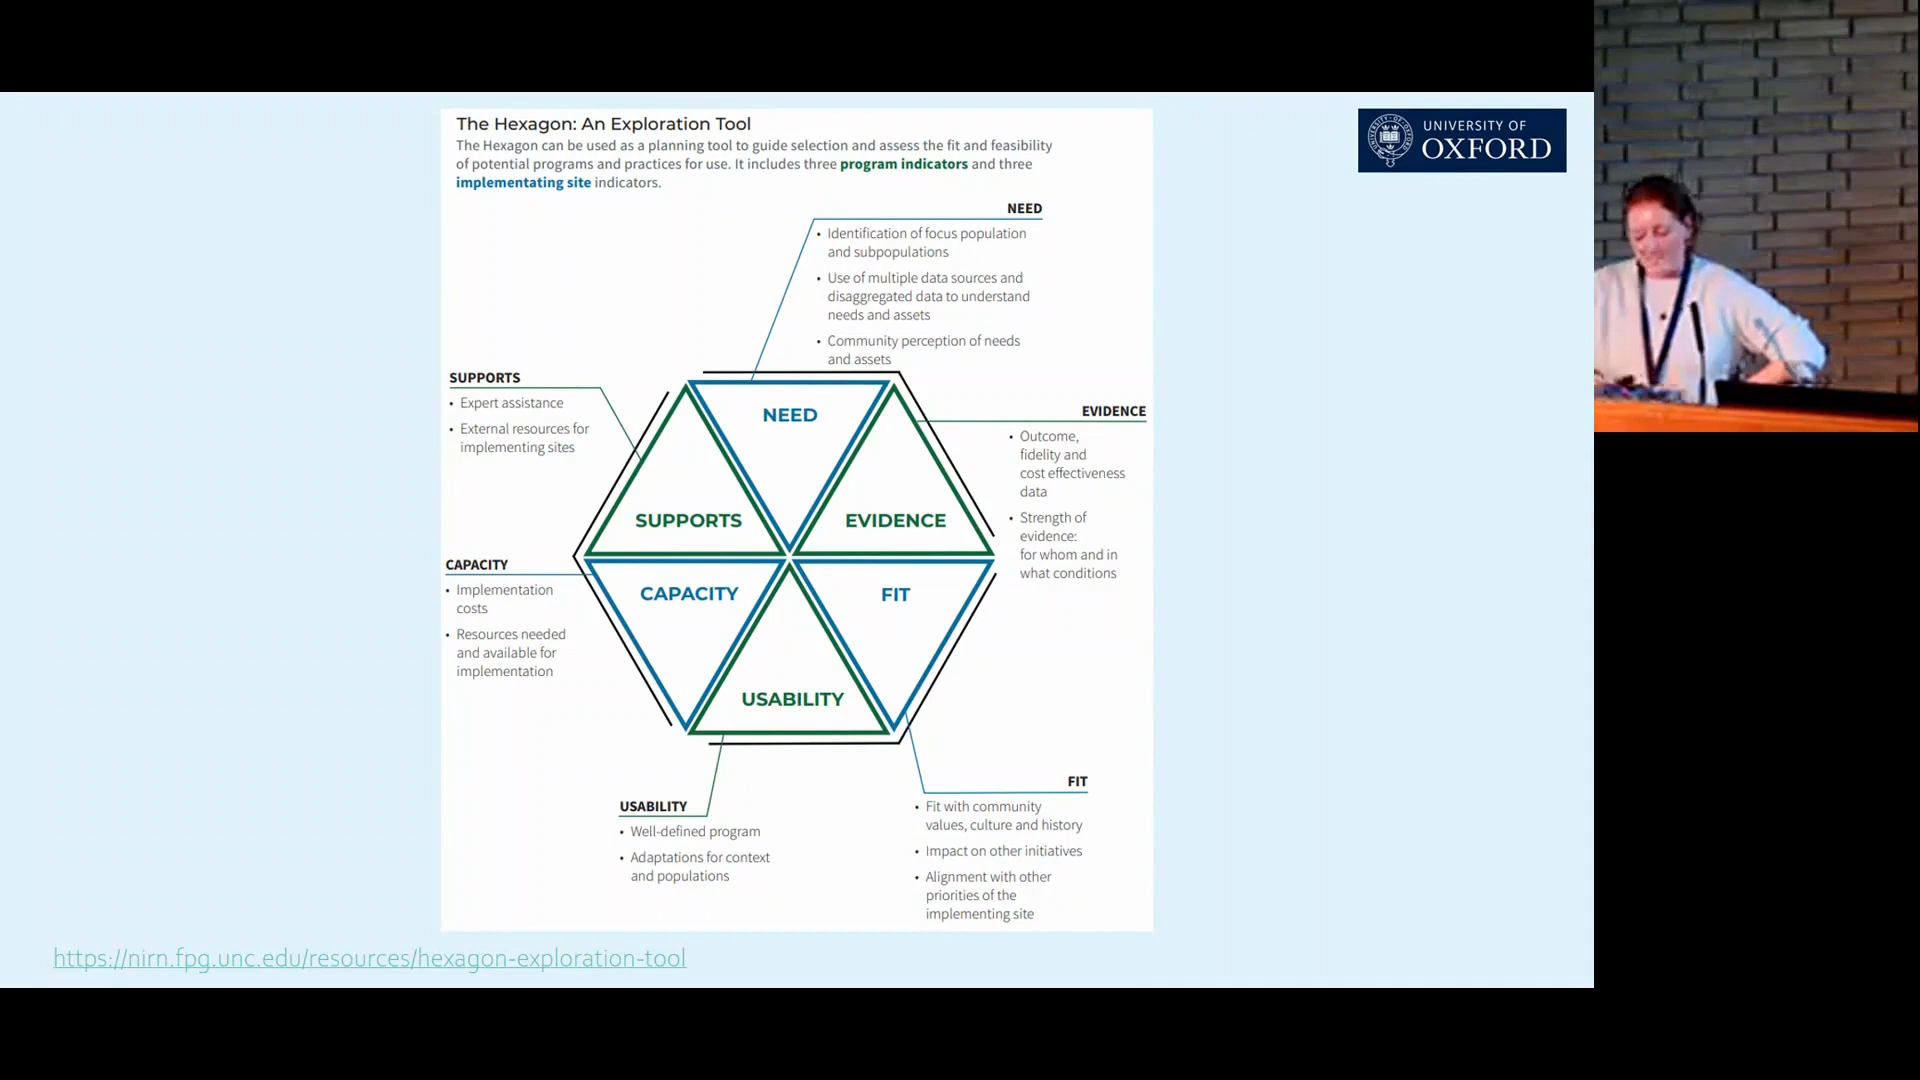 The Hexagon: An Exploration Tool
The Hexagon can be used as a planning tool to guide selection and assess the fit and feasibility
of potential programs and practices for use. It includes three program indicators and three
implementating site indicators.
UNIVERSITY OF
OXFORD
NEED
• Identification of focus population
and subpopulations
• Use of multiple data sources and
disaggregated data to understand
needs and assets
• Community perception of needs
and assets
SUPPORTS
• Expert assistance
• External resources for
implementing sites
EVIDENCE
• Outcome,
fidelity and
cost effectiveness
data
• Strength of
evidence:
for whom and in
what conditions
NEED
SUPPORTS
EVIDENCE
CAPACITY
• Implementation
costs
• Resources needed
and available for
implementation
CAPACITY
FIT
USABILITY
USABILITY
• Well-defined program
• Adaptations for context
and populations
FIT
• Fit with community
values, culture and history
• Impact on other initiatives
• Alignment with other
priorities of the
implementing site
https://nirn.fpg.unc.edu/resources/hexagon-exploration-tool